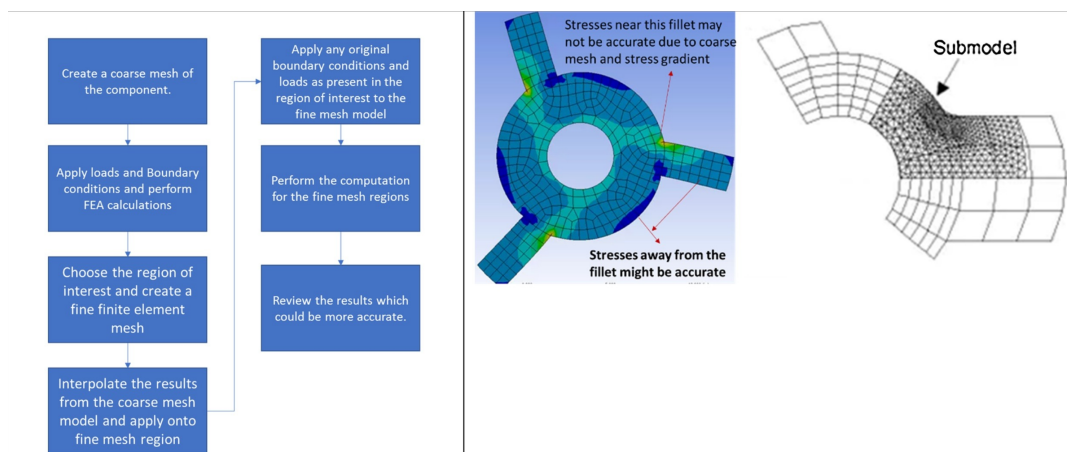 Create a coarse mesh of
the component.
Apply loads and Boundary
conditions and perform
FEA calculations
Choose the region of
interest and create a
fine finite element
mesh
Interpolate the results
from the coarse mesh
model and apply onto
fine mesh region
Apply any original
boundary conditions and
loads as present in the
region of interest to the
fine mesh model
Perform the computation
for the fine mesh regions
Review the results which
could be more accurate.
Stresses near this fillet may
not be accurate due to coarse
mesh and stress gradient
Stresses away from the
fillet might be accurate
Submodel